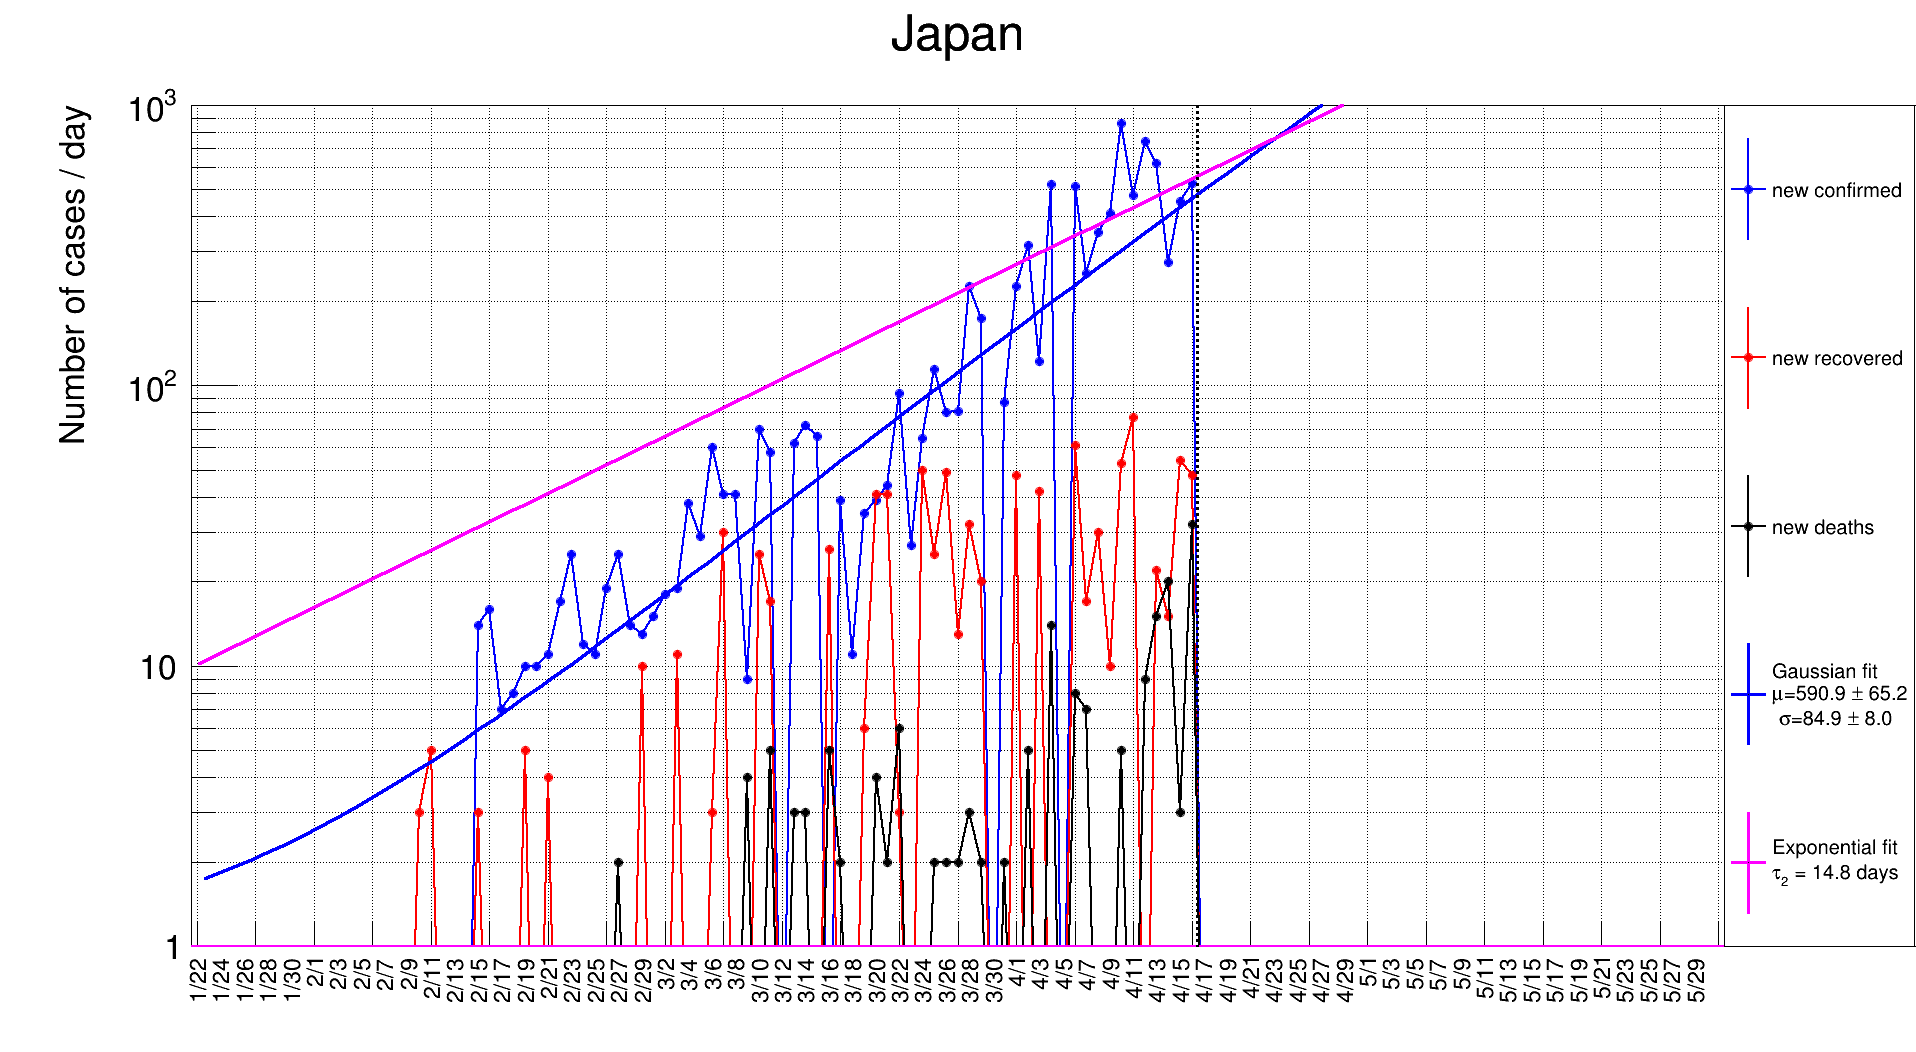 Japan
Number of cases / day
10³
10²
10
1
1/22 1/24 1/26 1/28 1/30 2/1 2/3 2/5 2/7 2/9 2/11 2/13 2/15 2/17 2/19 2/21 2/23 2/25 2/27 2/29 3/2 3/4 3/6 3/8 3/10 3/12 3/14 3/16 3/18 3/20 3/22 3/24 3/26 3/28 3/30 4/1 4/3 4/5 4/7 4/9 4/11 4/13 4/15 4/17 4/19 4/21 4/23 4/25 4/27 4/29 5/1 5/3 5/5 5/7 5/9 5/11 5/13 5/15 5/17 5/19 5/21 5/23 5/25 5/27 5/29
new confirmed
new recovered
new deaths
Gaussian fit
μ=590.9 ± 65.2
σ=84.9 ± 8.0
Exponential fit
τ₂ = 14.8 days